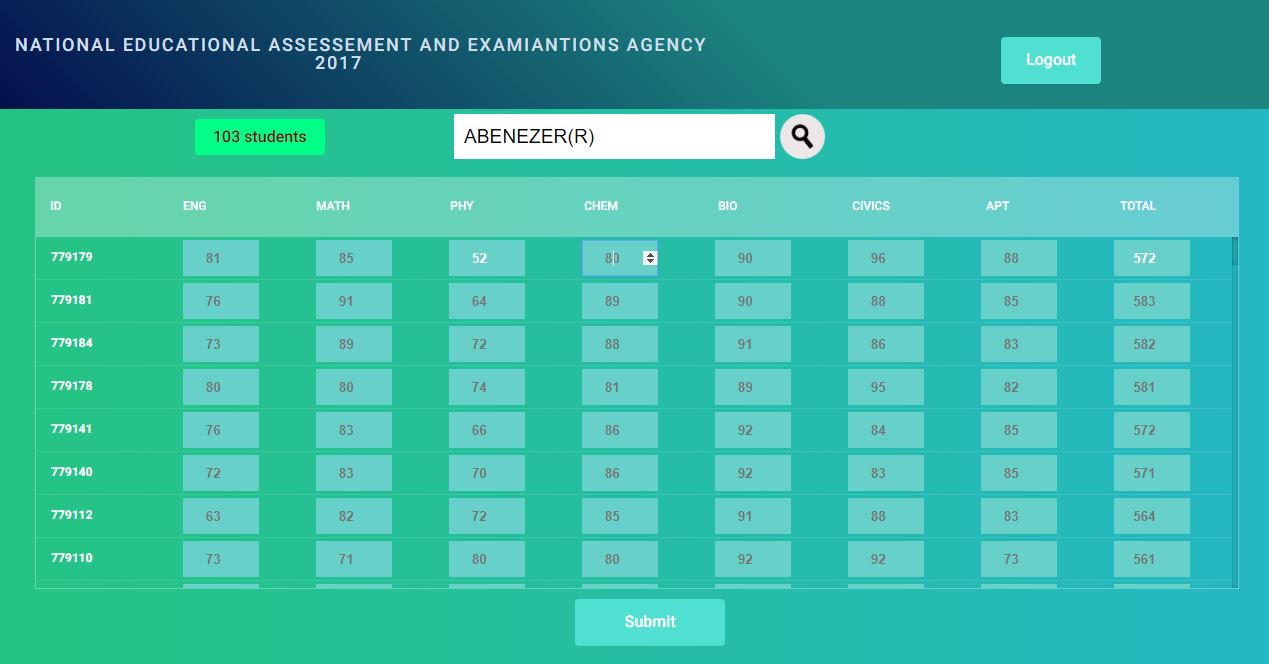 NATIONAL EDUCATIONAL ASSESSEMENT AND EXAMIANTIONS AGENCY
2017
Logout
103 students
ABENEZER(R)
ID ENG MATH PHY CHEM BIO CIVICS APT TOTAL
779179 81 85 52 80 90 96 88 572
779181 76 91 64 89 90 88 85 583
779184 73 89 72 88 91 86 83 582
779178 80 80 74 81 89 95 82 581
779141 76 83 66 86 92 84 85 572
779140 72 83 70 86 92 83 85 571
779112 63 82 72 85 91 88 83 564
779110 73 71 80 80 92 92 73 561
Submit